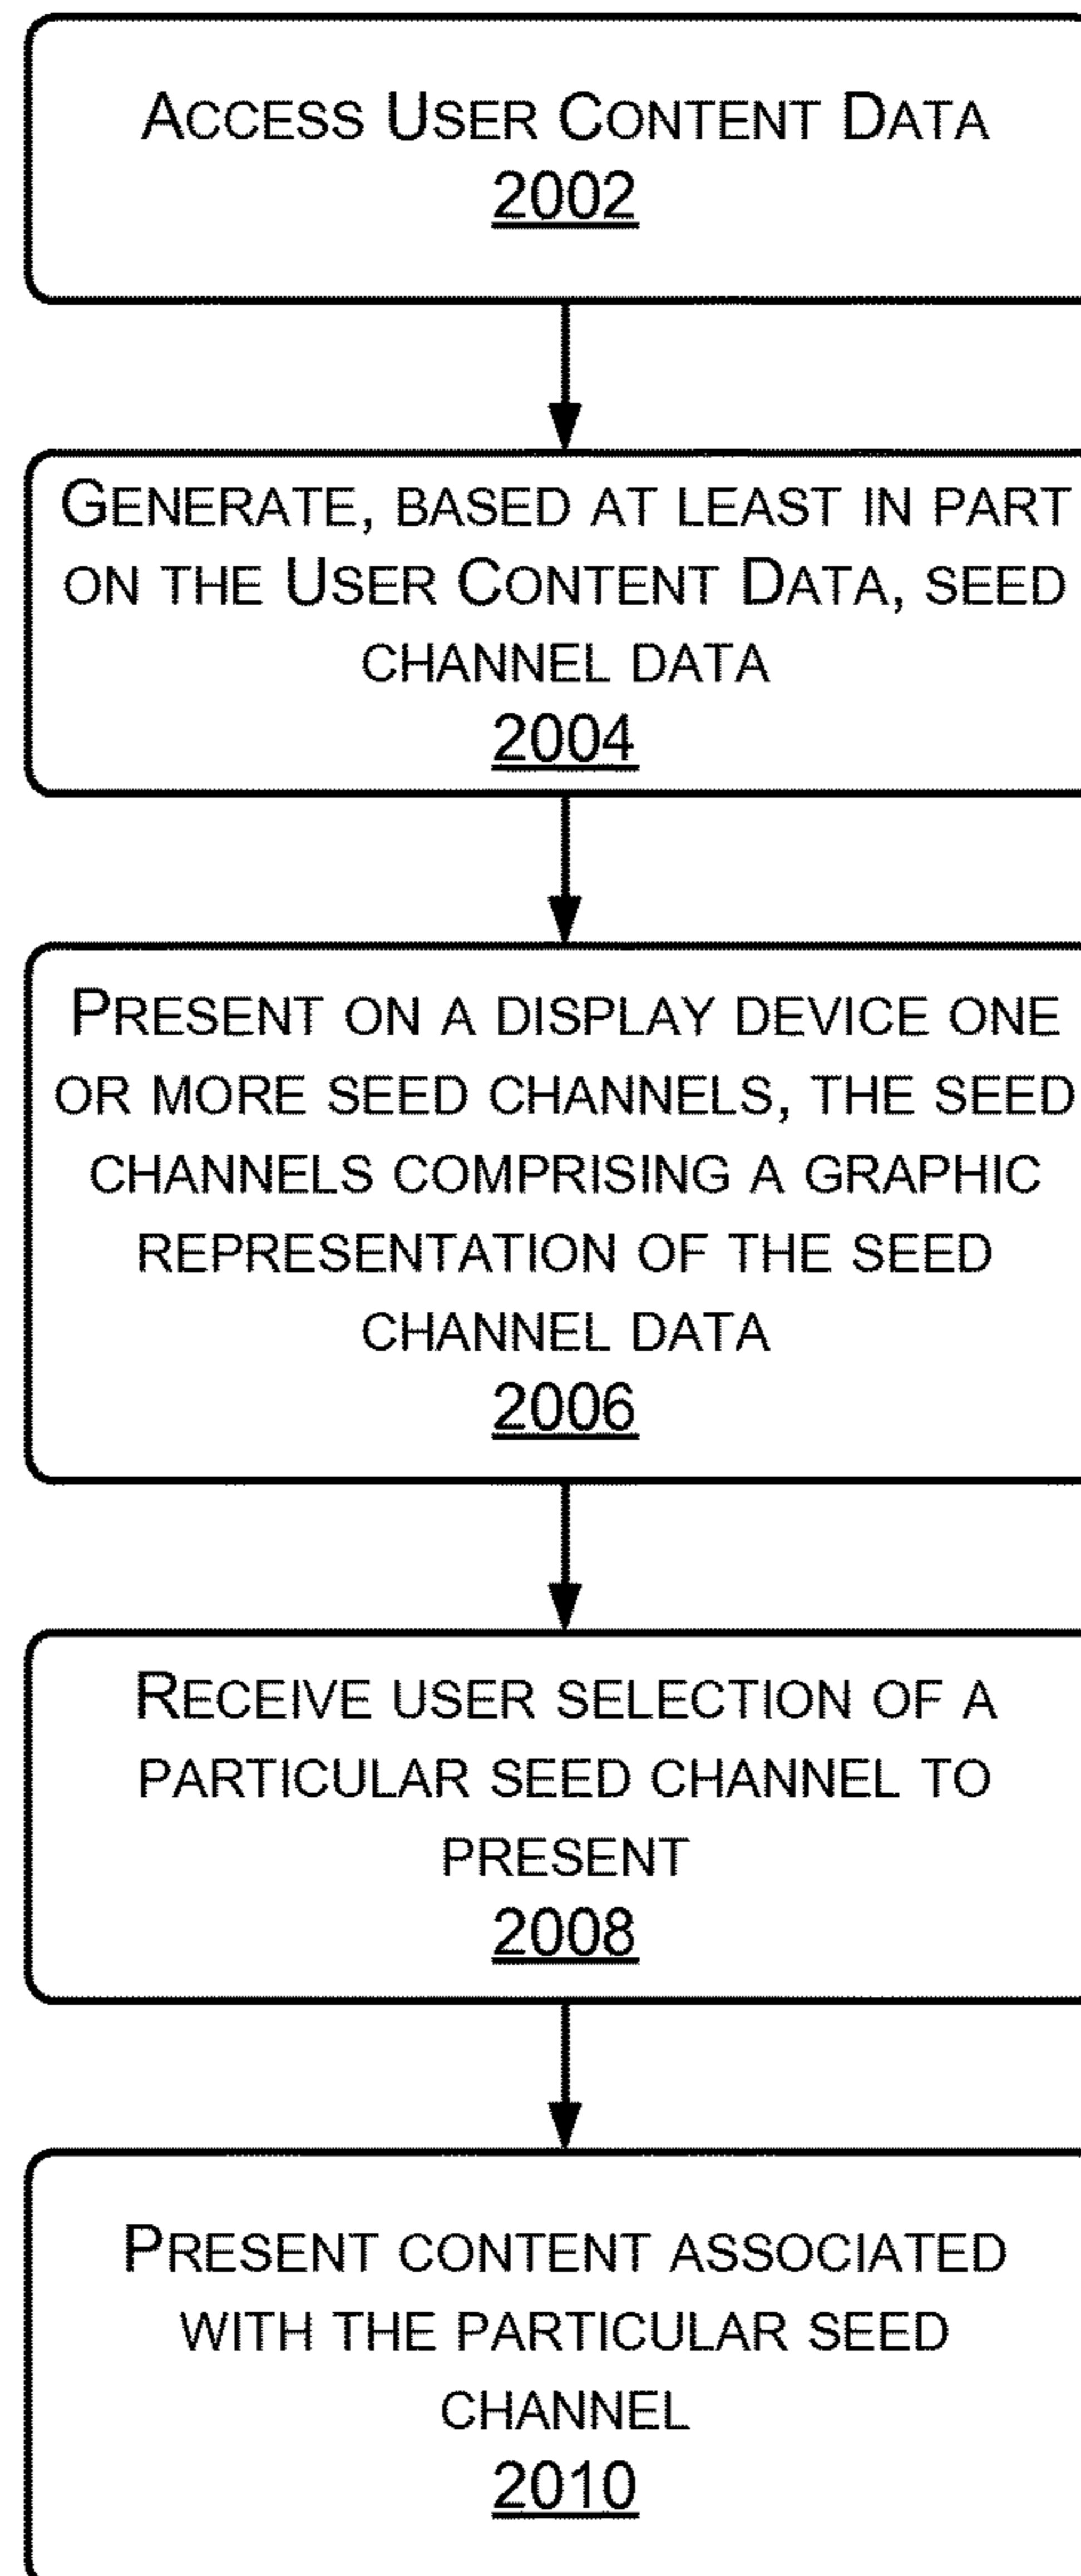 ACCESS USER CONTENT DATA
2002
GENERATE, BASED AT LEAST IN PART
ON THE USER CONTENT DATA, SEED
CHANNEL DATA
2004
PRESENT ON A DISPLAY DEVICE ONE
OR MORE SEED CHANNELS, THE SEED
CHANNELS COMPRISING A GRAPHIC
REPRESENTATION OF THE SEED
CHANNEL DATA
2006
RECEIVE USER SELECTION OF A
PARTICULAR SEED CHANNEL TO
PRESENT
2008
PRESENT CONTENT ASSOCIATED
WITH THE PARTICULAR SEED
CHANNEL
2010